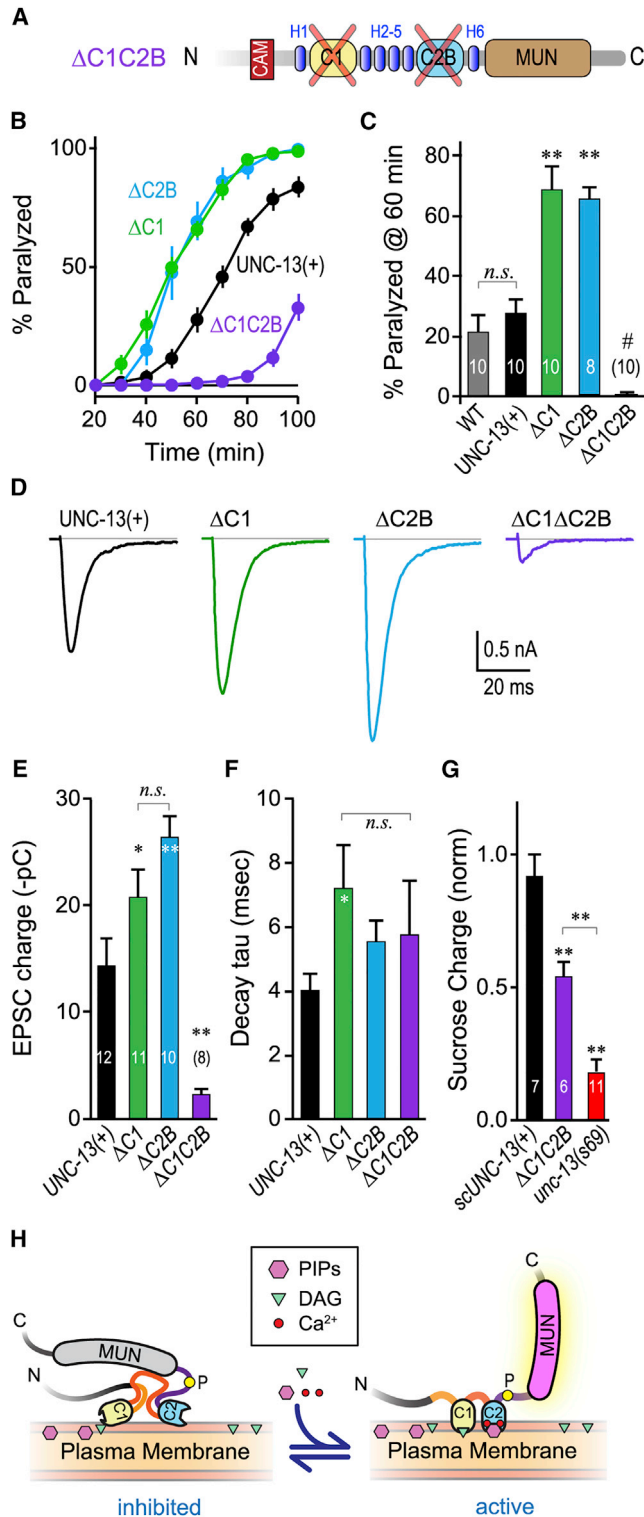 A
ΔC1C2B N CAM H1 C1 H2-5 C2B H6 MUN C
B
% Paralyzed
100
50
0
20 40 60 80 100
Time (min)
ΔC2B
ΔC1
UNC-13(+)
ΔC1C2B
C
% Paralyzed @ 60 min
80
60
40
20
0
n.s.
** ** #
10 10 10 8 (10)
WT UNC-13(+) ΔC1 ΔC2B ΔC1C2B
D
UNC-13(+) ΔC1 ΔC2B ΔC1ΔC2B
0.5 nA
20 ms
E
EPSC charge (-pC)
30
20
10
0
n.s.
* ** **
12 11 10 (8)
UNC-13(+) ΔC1 ΔC2B ΔC1C2B
F
Decay tau (msec)
10
8
6
4
2
0
n.s.
*
UNC-13(+) ΔC1 ΔC2B ΔC1C2B
G
Sucrose Charge (norm)
1.0
0.5
0.0
**
** **
7 6 11
scUNC-13(+) ΔC1C2B unc-13(s69)
H
PIPs
DAG
Ca²⁺
C
MUN
N
P
C1 C2
Plasma Membrane
inhibited
C
MUN
N
P
C1 C2
Plasma Membrane
active